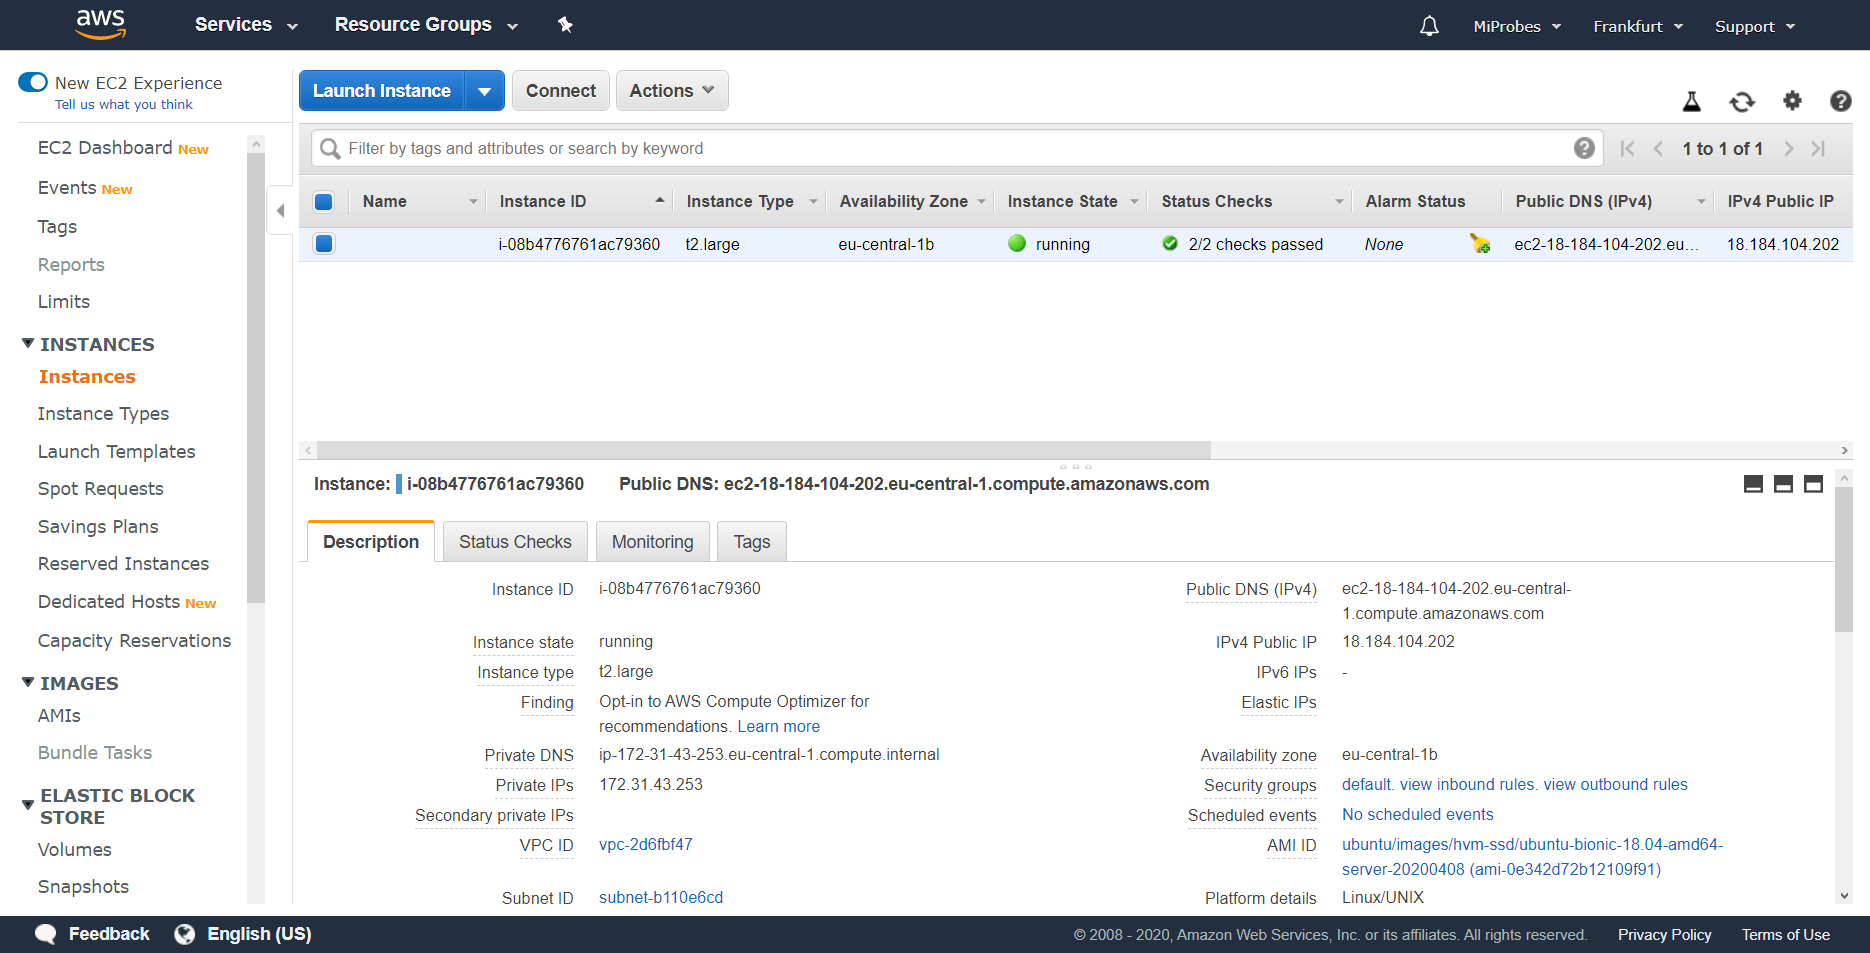 aws Services Resource Groups MiProbes Frankfurt Support
New EC2 Experience
Tell us what you think
EC2 Dashboard New
Events New
Tags
Reports
Limits
INSTANCES
Instances
Instance Types
Launch Templates
Spot Requests
Savings Plans
Reserved Instances
Dedicated Hosts New
Capacity Reservations
IMAGES
AMIs
Bundle Tasks
ELASTIC BLOCK
STORE
Volumes
Snapshots
Launch Instance Connect Actions
Filter by tags and attributes or search by keyword 1 to 1 of 1
Name Instance ID Instance Type Availability Zone Instance State Status Checks Alarm Status Public DNS (IPv4) IPv4 Public IP
i-08b4776761ac79360 t2.large eu-central-1b running 2/2 checks passed None ec2-18-184-104-202.eu... 18.184.104.202
Instance: i-08b4776761ac79360 Public DNS: ec2-18-184-104-202.eu-central-1.compute.amazonaws.com
Description Status Checks Monitoring Tags
Instance ID i-08b4776761ac79360
Instance state running
Instance type t2.large
Finding Opt-in to AWS Compute Optimizer for
recommendations. Learn more
Private DNS ip-172-31-43-253.eu-central-1.compute.internal
Private IPs 172.31.43.253
Secondary private IPs
VPC ID vpc-2d6fbf47
Subnet ID subnet-b110e6cd
Public DNS (IPv4) ec2-18-184-104-202.eu-central-
1.compute.amazonaws.com
IPv4 Public IP 18.184.104.202
IPv6 IPs -
Elastic IPs
Availability zone eu-central-1b
Security groups default. view inbound rules. view outbound rules
Scheduled events No scheduled events
AMI ID ubuntu/images/hvm-ssd/ubuntu-bionic-18.04-amd64-
server-20200408 (ami-0e342d72b12109f91)
Platform details Linux/UNIX
Feedback English (US) © 2008 - 2020, Amazon Web Services, Inc. or its affiliates. All rights reserved. Privacy Policy Terms of Use